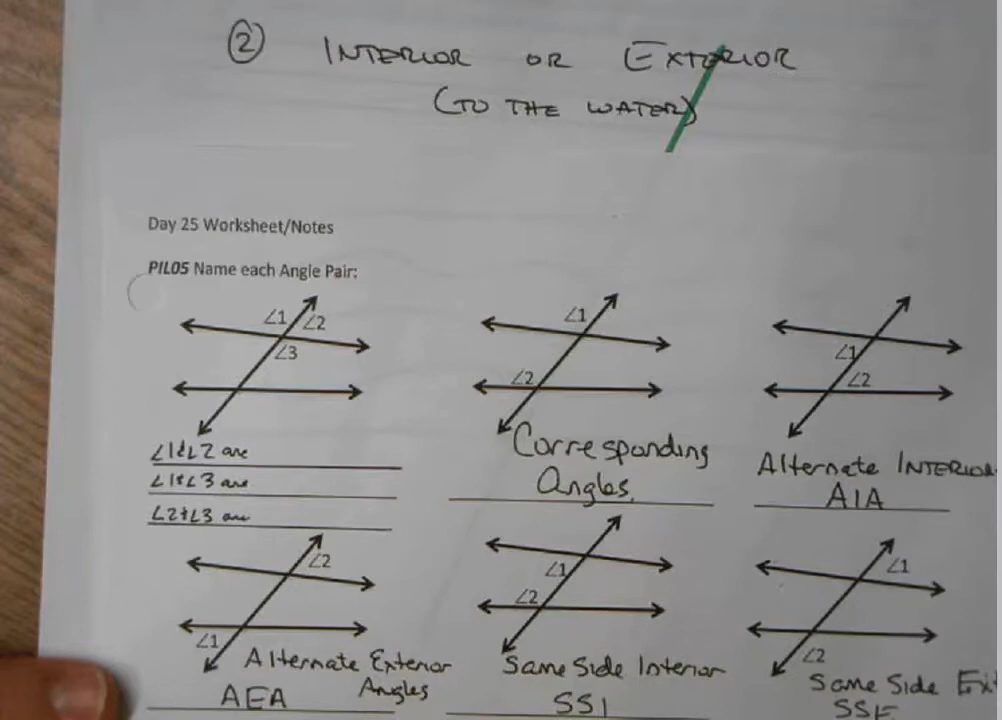 ② INTERIOR OR EXTERIOR
(TO THE WATER)
Day 25 Worksheet/Notes
PIL05 Name each Angle Pair:
∠1 ∠2
∠3
∠1
∠2
∠1
∠2
∠1&∠2 are
∠1&∠3 are
∠2&∠3 are
Corresponding
Angles.
Alternate INTERIOR
AIA
∠2
∠1
Alternate Exterior
Angles
AEA
∠1
∠2
Same Side Interior
SSI
∠1
∠2
Same Side Ext
SSE